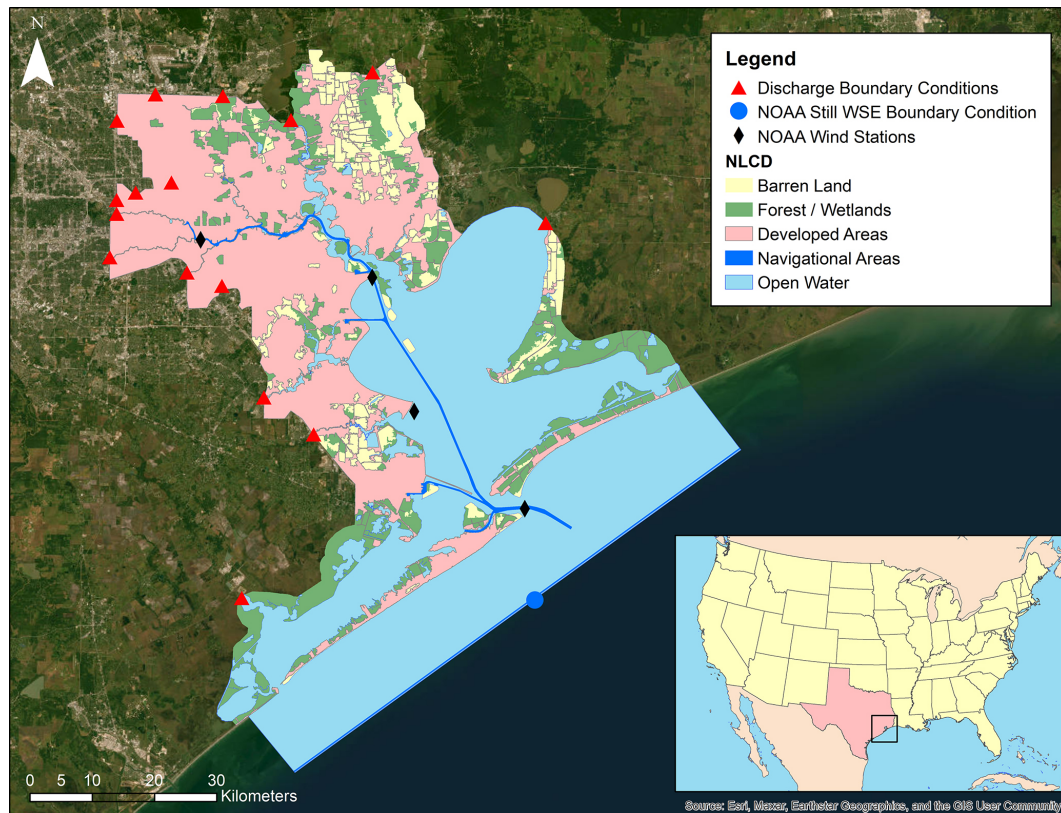 N
Legend
Discharge Boundary Conditions
NOAA Still WSE Boundary Condition
NOAA Wind Stations
NLCD
Barren Land
Forest / Wetlands
Developed Areas
Navigational Areas
Open Water
0 5 10 20 30
Kilometers
Source: Esri, Maxar, Earthstar Geographics, and the GIS User Community